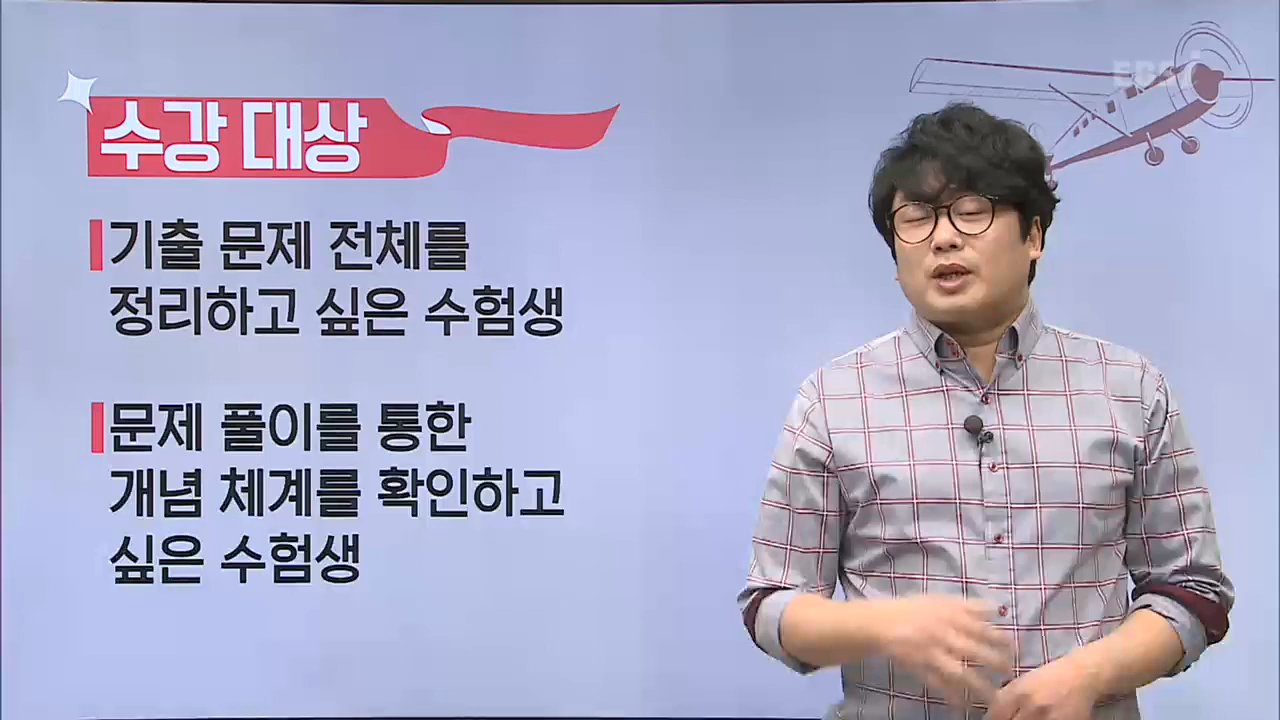 수강 대상
기출 문제 전체를
정리하고 싶은 수험생
문제 풀이를 통한
개념 체계를 확인하고
싶은 수험생